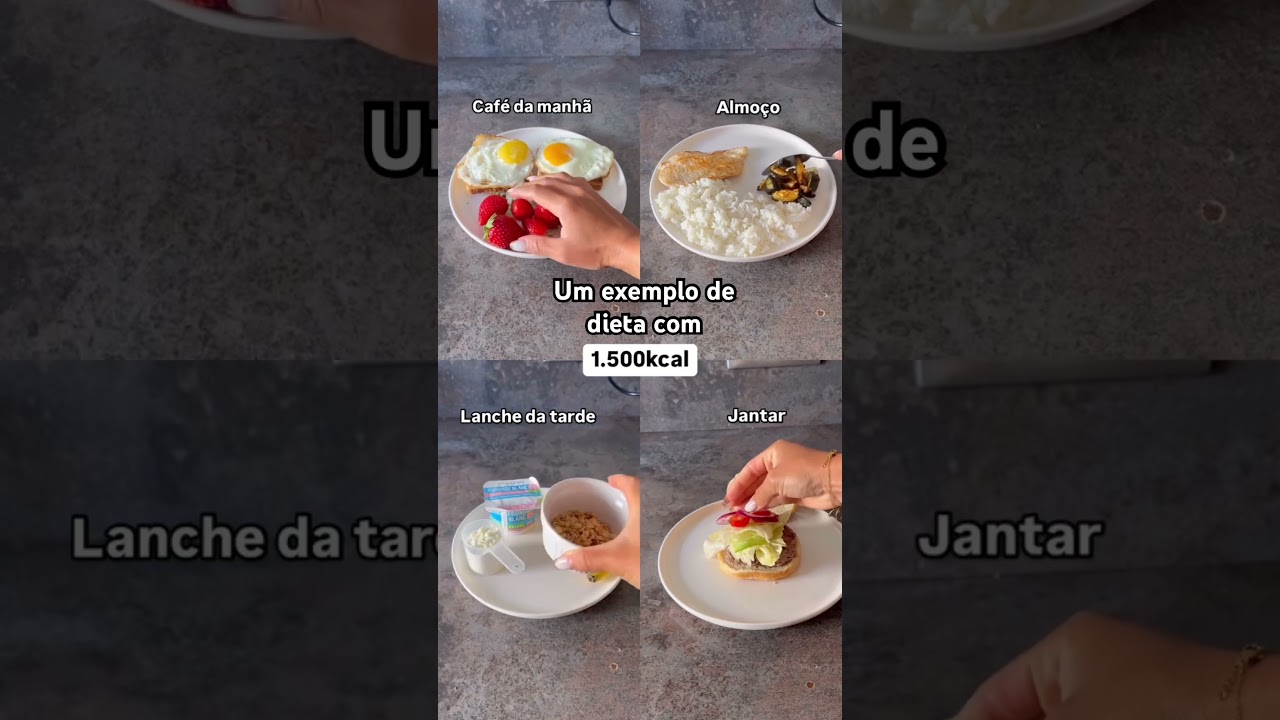 Café da manhã
Almoço
Um exemplo de
dieta com
1.500kcal
Lanche da tarde
Jantar
BLANC
U
de
Lanche da tar
Jantar